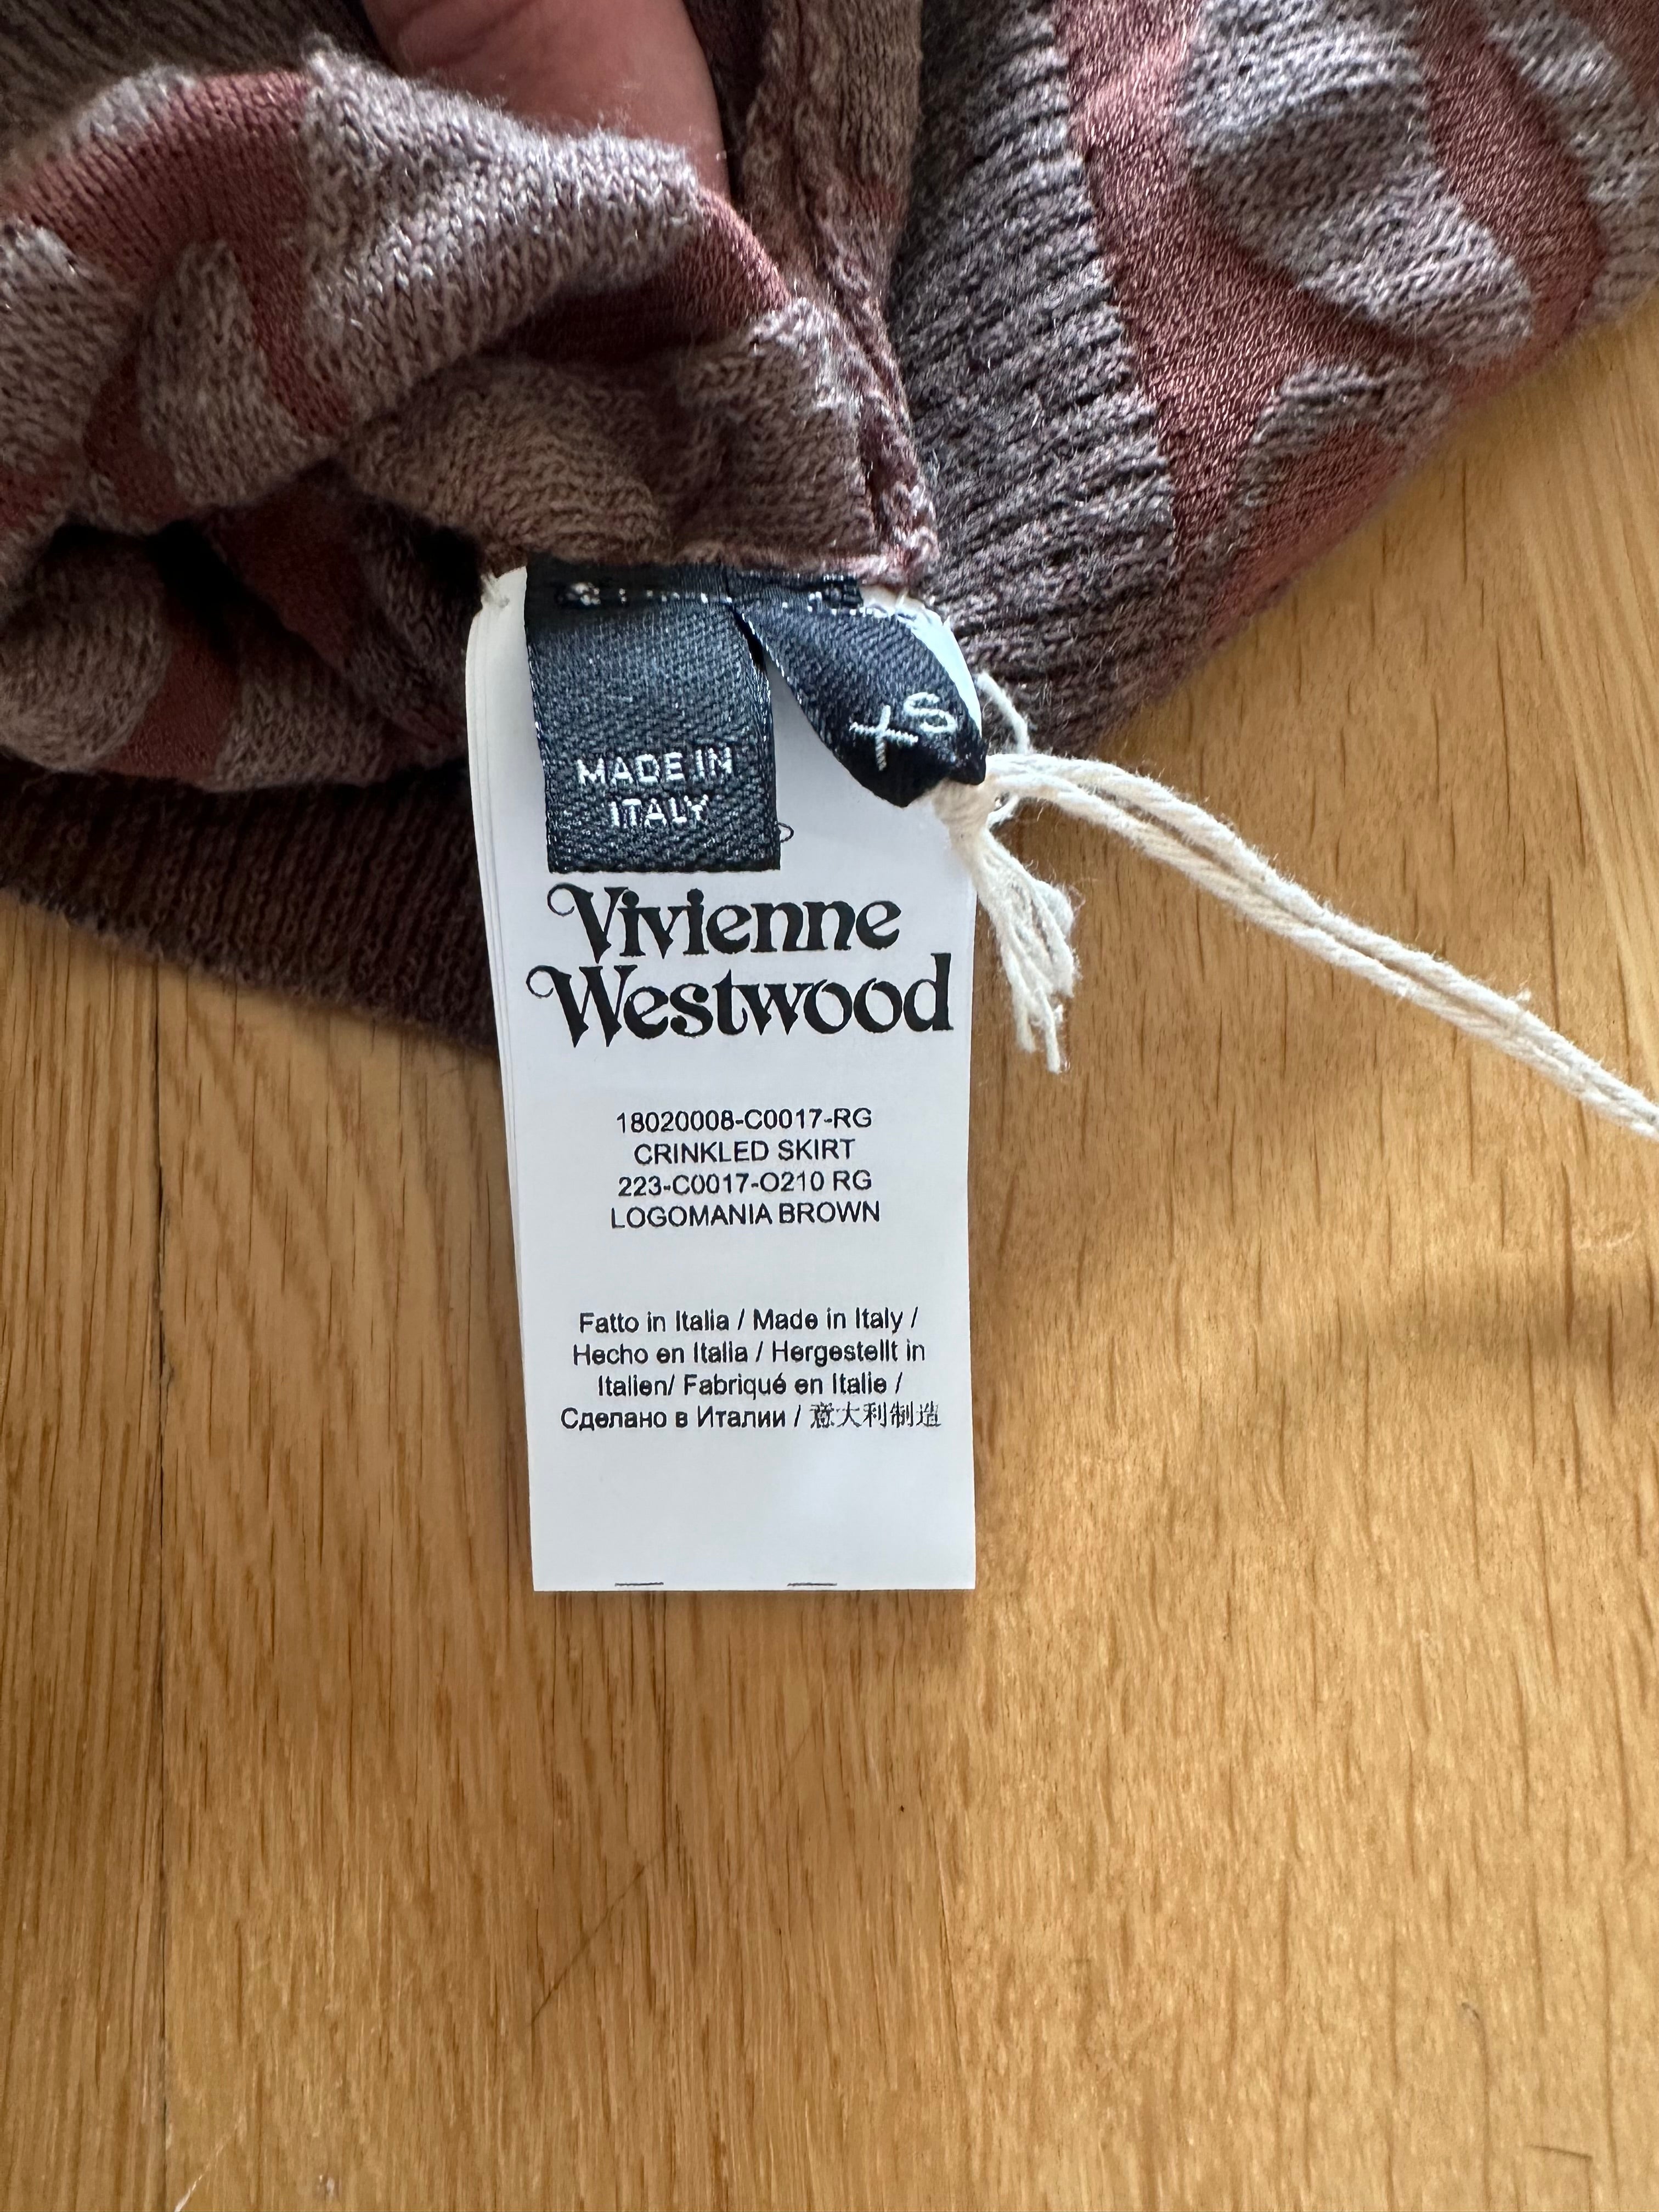 MADE IN
ITALY
XS
Vivienne
Westwood
18020008-C0017-RG
CRINKLED SKIRT
223-C0017-O210 RG
LOGOMANIA BROWN
Fatto in Italia / Made in Italy /
Hecho en Italia / Hergestellt in
Italien/ Fabriqué en Italie /
Сделано в Италии / 意大利制造